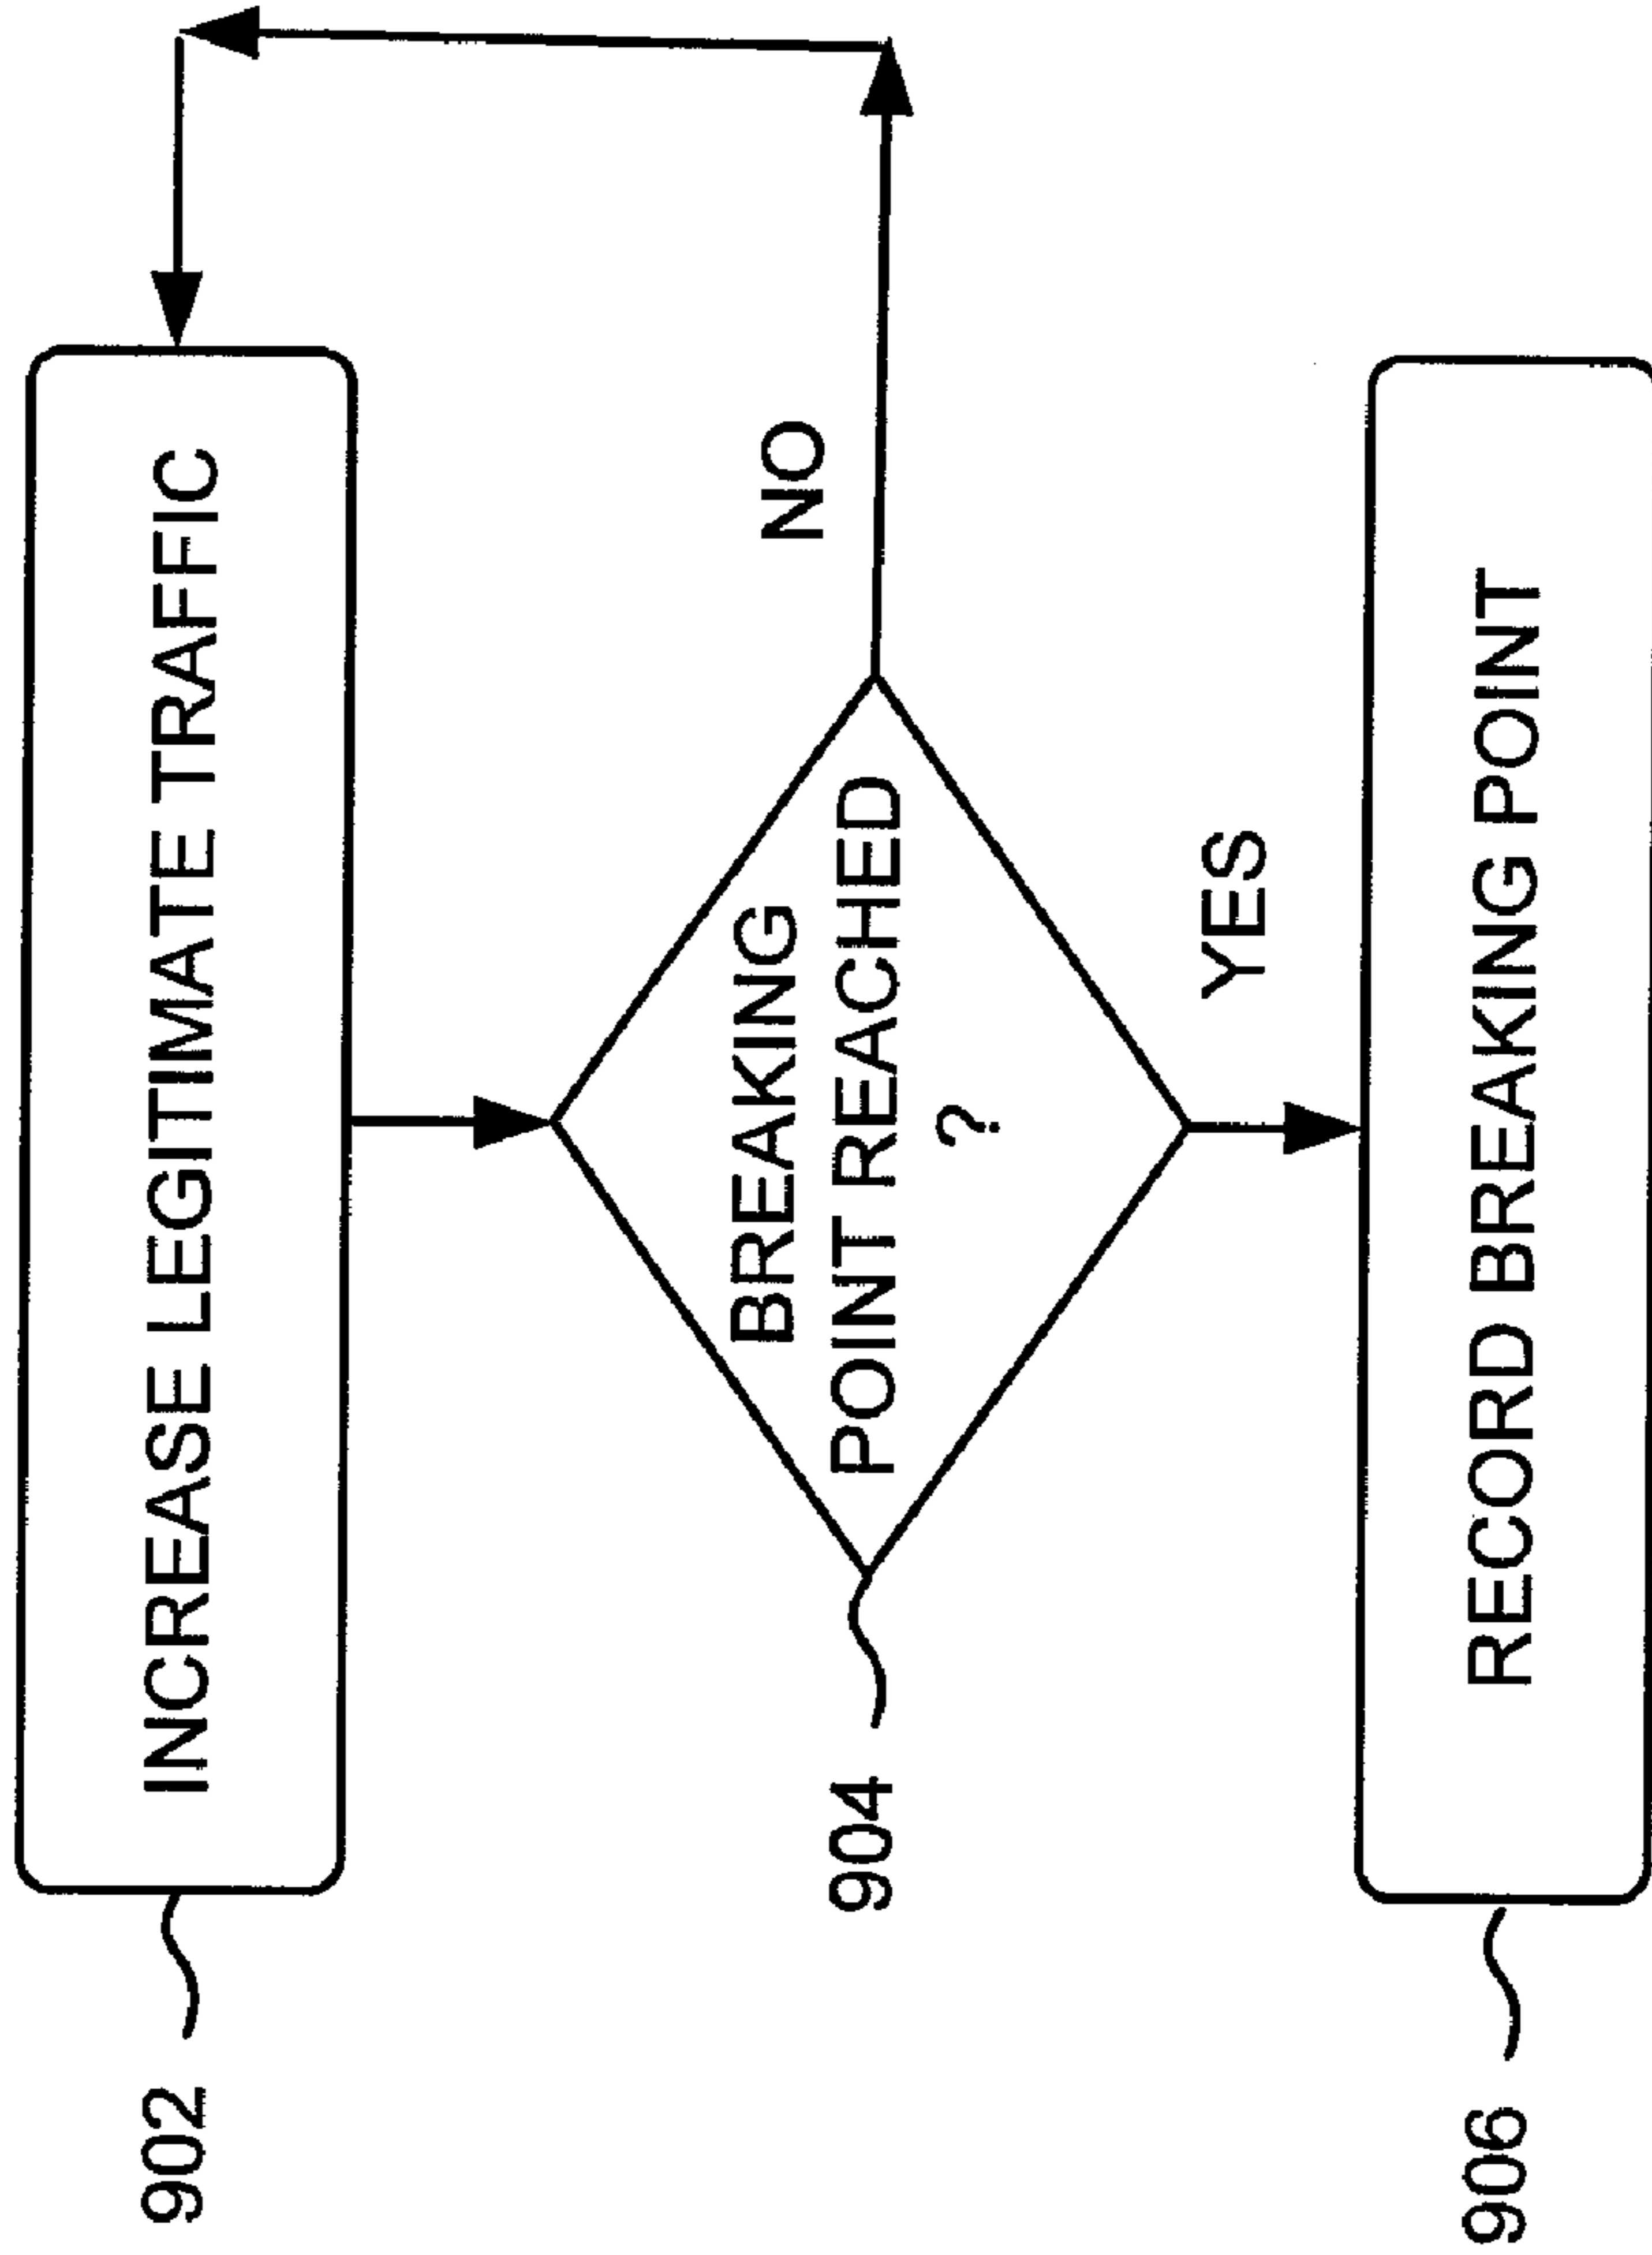 902
INCREASE LEGITIMATE TRAFFIC
904
BREAKING
POINT REACHED
?
NO
YES
906
RECORD BREAKING POINT